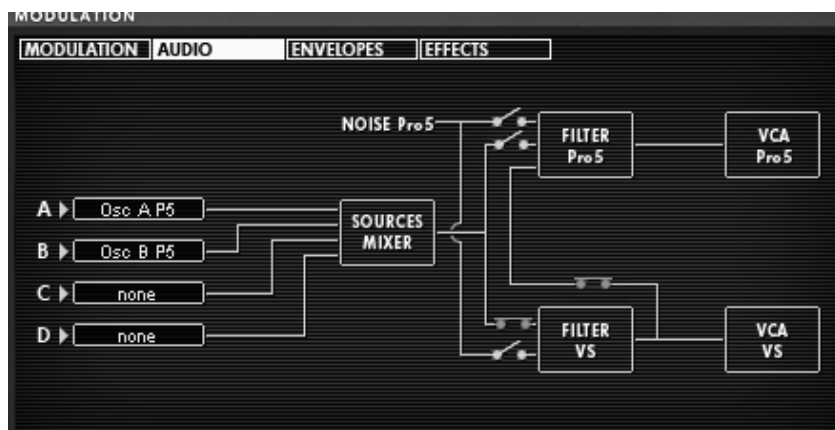 MODULATION
MODULATION AUDIO ENVELOPES EFFECTS
NOISE Pro5
FILTER
Pro5
VCA
Pro5
A Osc A P5
B Osc B P5
C none
D none
SOURCES
MIXER
FILTER
VS
VCA
VS